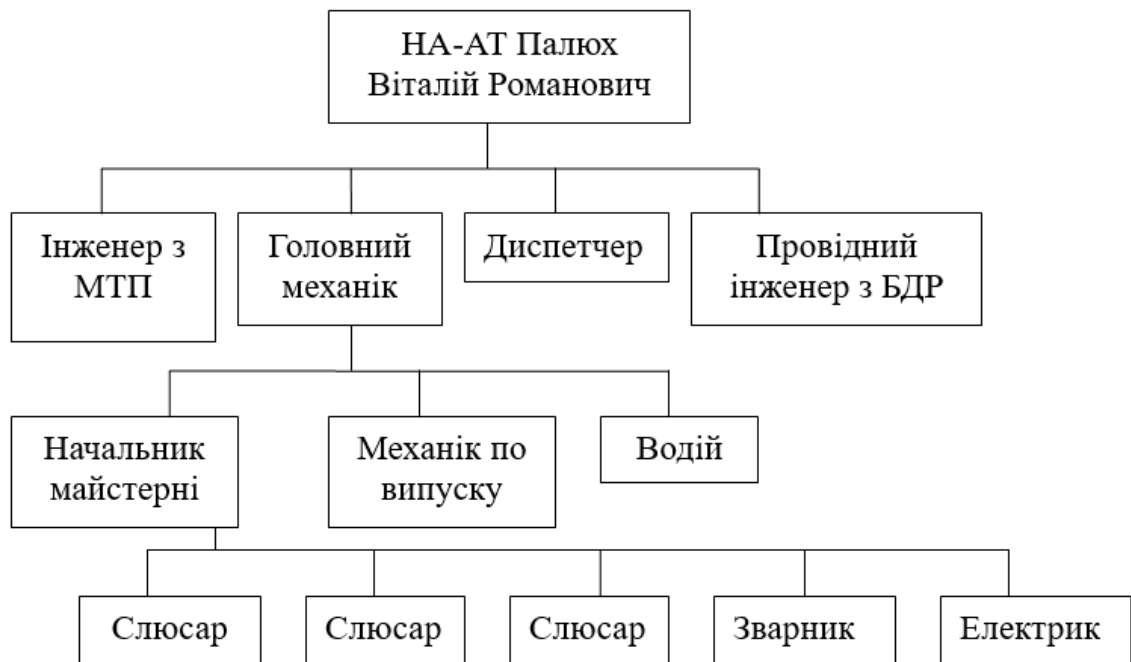 НА-АТ Палюх
Віталій Романович
Інженер з
МТП
Головний
механік
Диспетчер
Провідний
інженер з БДР
Начальник
майстерні
Механік по
випуску
Водій
Слюсар
Слюсар
Слюсар
Зварник
Електрик